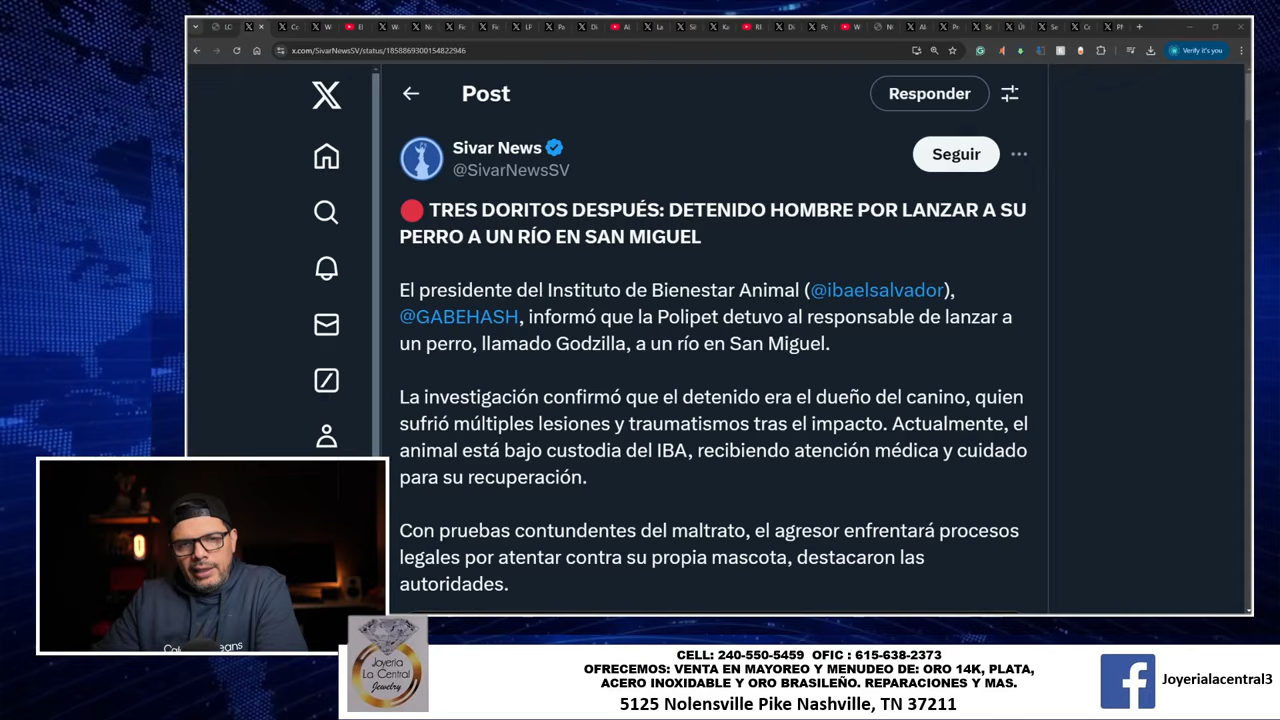 x.com/SivarNewsSV/status/1858869300154822946
Verify it's you
Post
Responder
Sivar News
@SivarNewsSV
Seguir
TRES DORITOS DESPUÉS: DETENIDO HOMBRE POR LANZAR A SU
PERRO A UN RÍO EN SAN MIGUEL
El presidente del Instituto de Bienestar Animal (@ibaelsalvador),
@GABEHASH, informó que la Polipet detuvo al responsable de lanzar a
un perro, llamado Godzilla, a un río en San Miguel.
La investigación confirmó que el detenido era el dueño del canino, quien
sufrió múltiples lesiones y traumatismos tras el impacto. Actualmente, el
animal está bajo custodia del IBA, recibiendo atención médica y cuidado
para su recuperación.
Con pruebas contundentes del maltrato, el agresor enfrentará procesos
legales por atentar contra su propia mascota, destacaron las
autoridades.
Joyeria
La Central
Jewelry
CELL: 240-550-5459 OFIC : 615-638-2373
OFRECEMOS: VENTA EN MAYOREO Y MENUDEO DE: ORO 14K, PLATA,
ACERO INOXIDABLE Y ORO BRASILEÑO. REPARACIONES Y MAS.
5125 Nolensville Pike Nashville, TN 37211
Joyerialacentral3